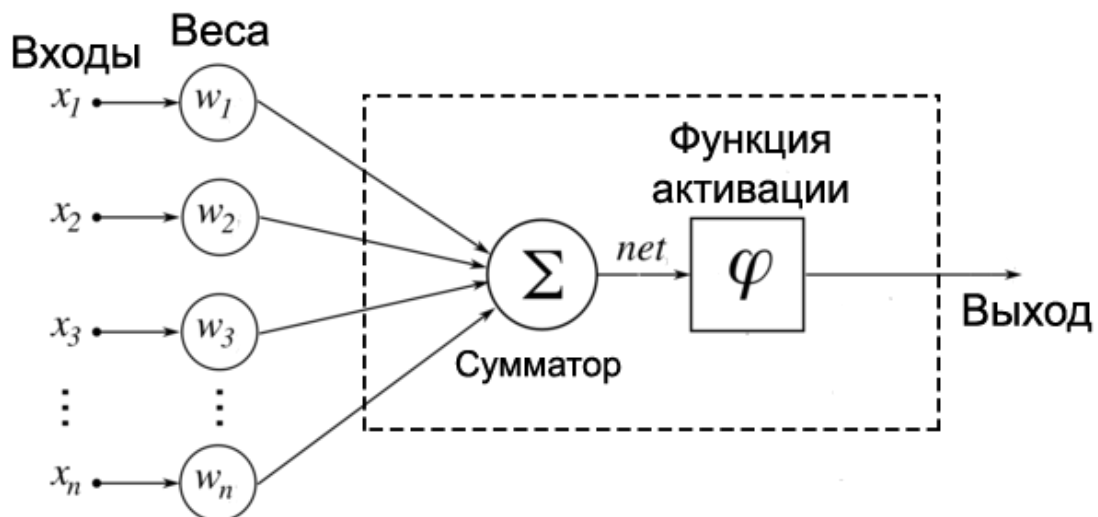 Входы
Веса
x1
w1
x2
w2
x3
w3
⋮
⋮
xn
wn
Σ
Сумматор
net
Функция
активации
φ
Выход